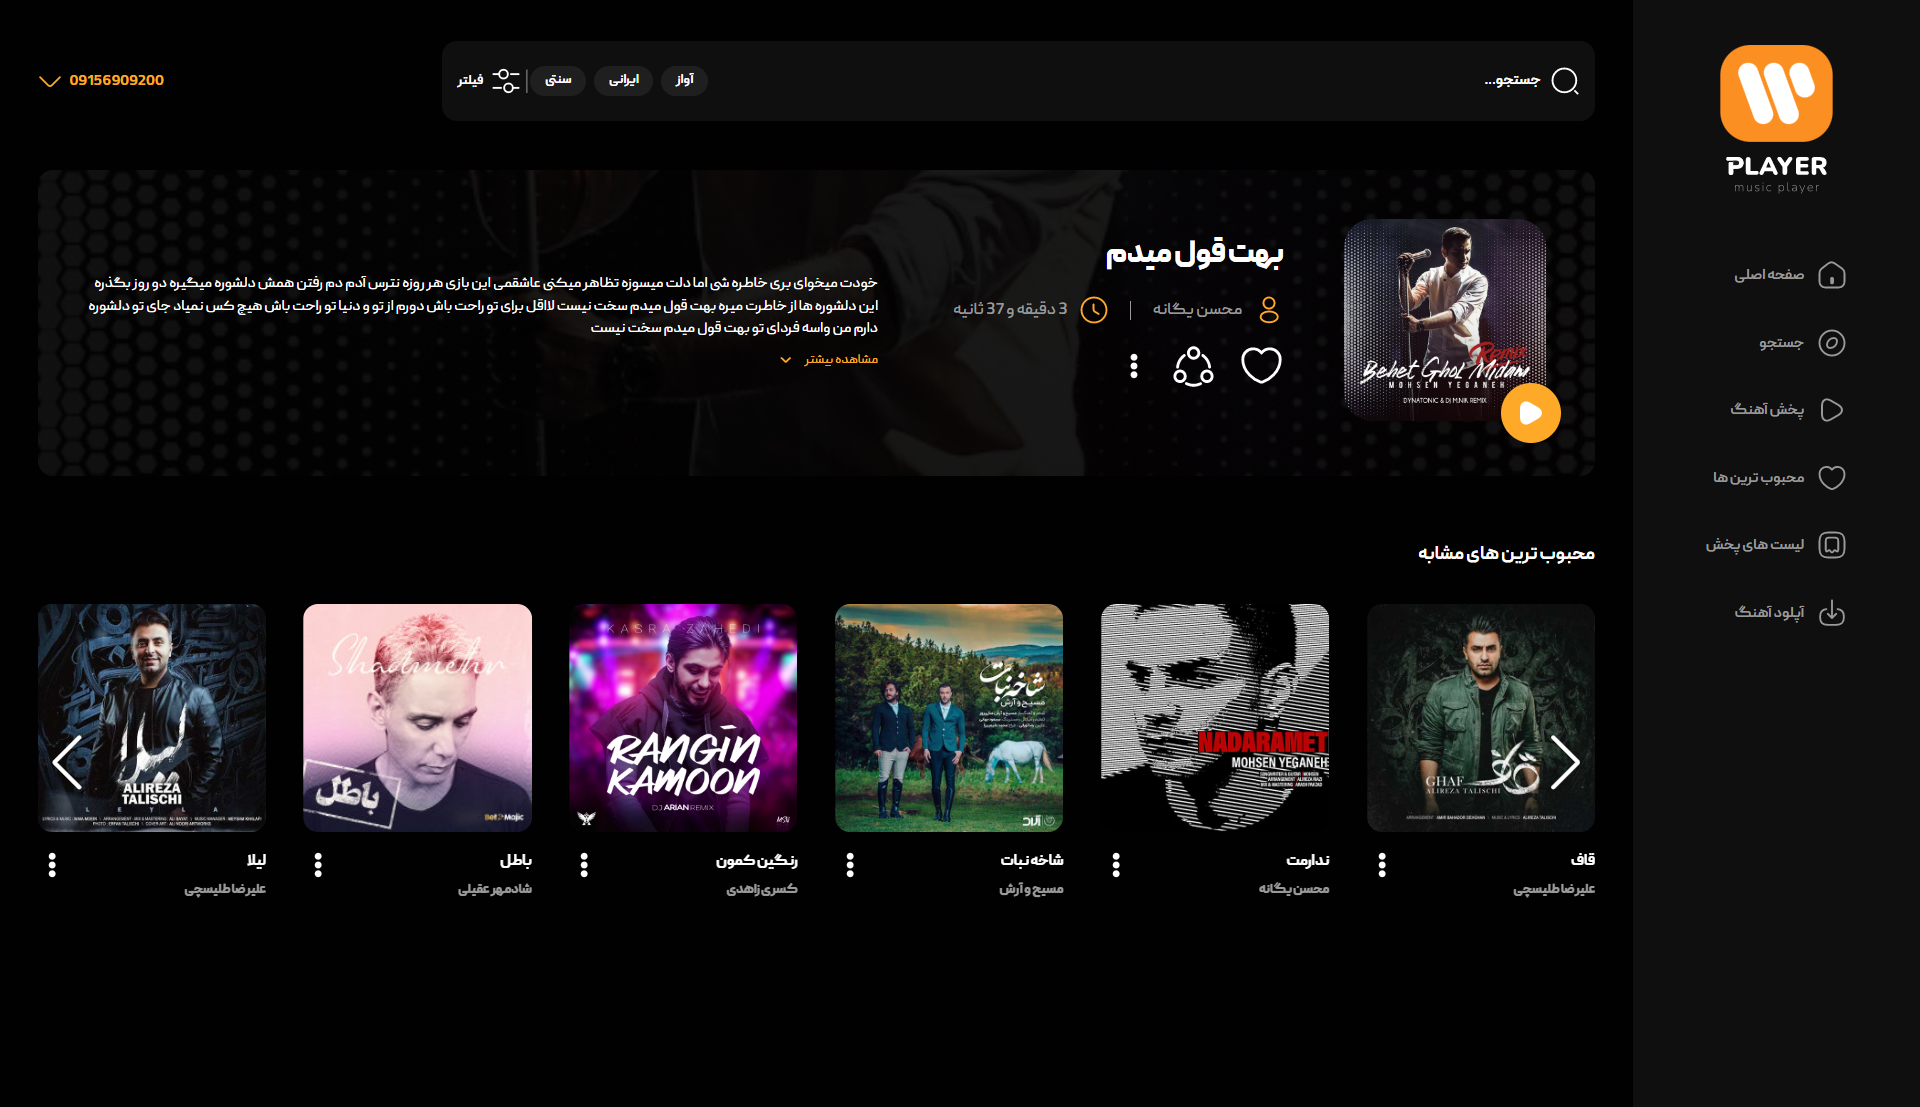 PLAYER
music player
صفحه اصلی
جستجو
پخش آهنگ
محبوب ترین ها
لیست های پخش
آپلود آهنگ
جستجو...
آواز
ایرانی
سنتی
فیلتر
09156909200
Remix
Behet Ghol Midam
MOHSEN YEGANEH
DYNATONIC & DJ M.NIK REMIX
بهت قول میدم
محسن یگانه
3 دقیقه و 37 ثانیه
خودت میخوای بری خاطره شی اما دلت میسوزه تظاهر میکنی عاشقمی این بازی هر روزه نترس آدم دم رفتن همش دلشوره میگیره دو روز بگذره
این دلشوره ها از خاطرت میره بهت قول میدم سخت نیست لااقل برای تو راحت باش دورم از تو و دنیا تو راحت باش هیچ کس نمیاد جای تو دلشوره
دارم من واسه فردای تو بهت قول میدم سخت نیست
مشاهده بیشتر
محبوب ترین های مشابه
قاف
GHAF
ALIREZA TALISCHI
قاف
علیرضا طلیسچی
NADARAMET
MOHSEN YEGANEH
ندارمت
محسن یگانه
شاخه نبات
مسیح و آرش
شاخه نبات
مسیح و آرش
KASRA ZAHEDI
RANGIN
KAMOON
DJ ARIAN REMIX
رنگین کمون
کسری زاهدی
Shadmehr
باطل
باطل
شادمهر عقیلی
لیلا
ALIREZA
TALISCHI
LEYLA
لیلا
علیرضا طلیسچی